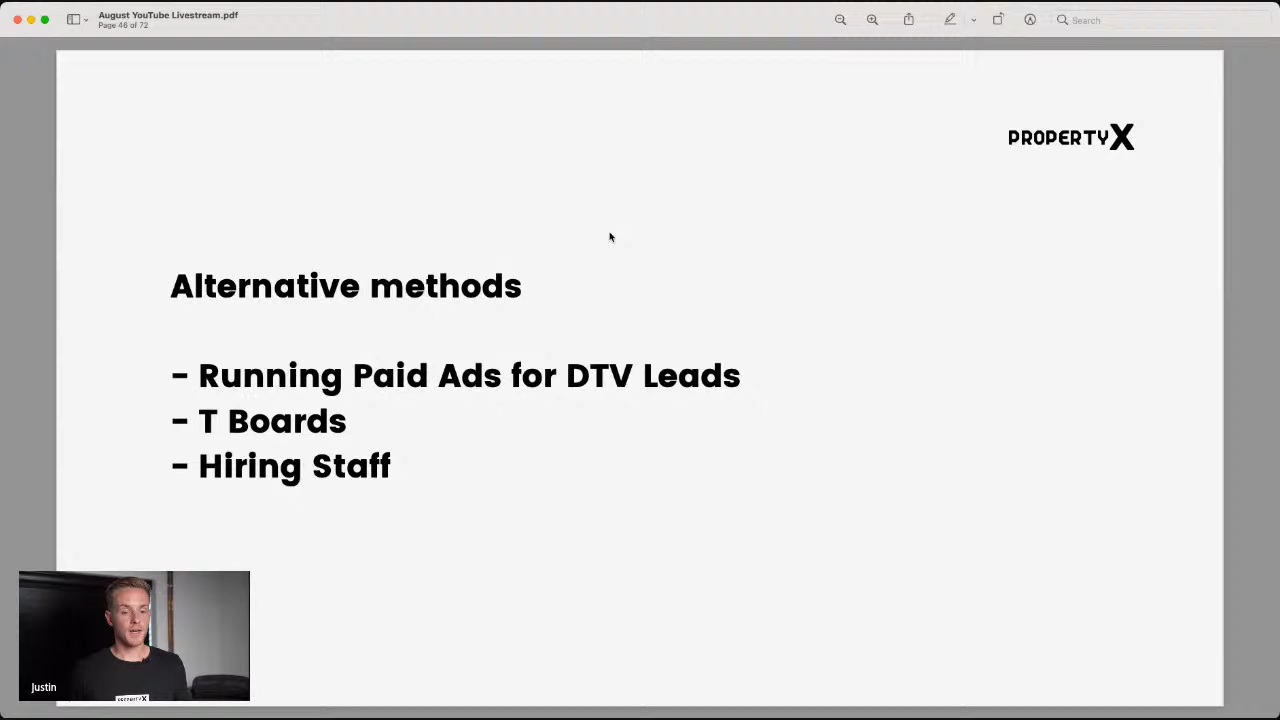 August YouTube Livestream.pdf
Page 46 of 72
Search
PROPERTYX
Alternative methods
- Running Paid Ads for DTV Leads
- T Boards
- Hiring Staff
PROPERTYX
Justin